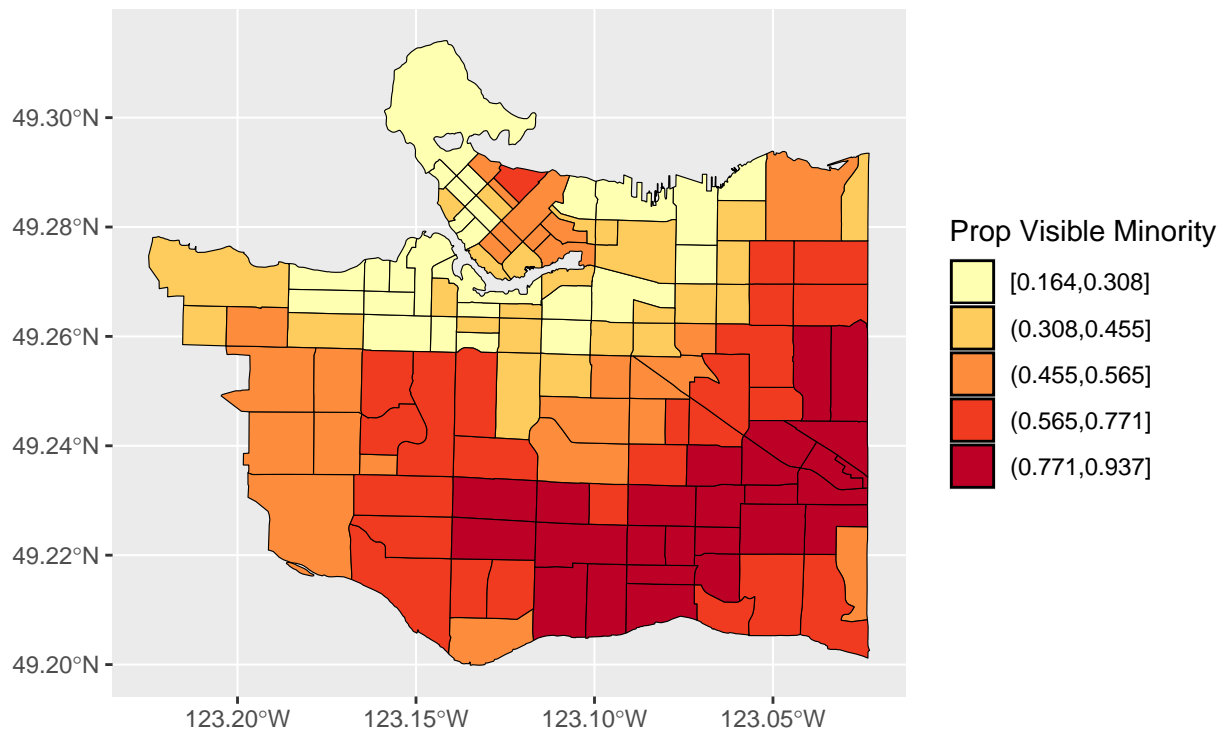 49.30°N
49.28°N
49.26°N
49.24°N
49.22°N
49.20°N
123.20°W
123.15°W
123.10°W
123.05°W
Prop Visible Minority
[0.164,0.308]
(0.308,0.455]
(0.455,0.565]
(0.565,0.771]
(0.771,0.937]